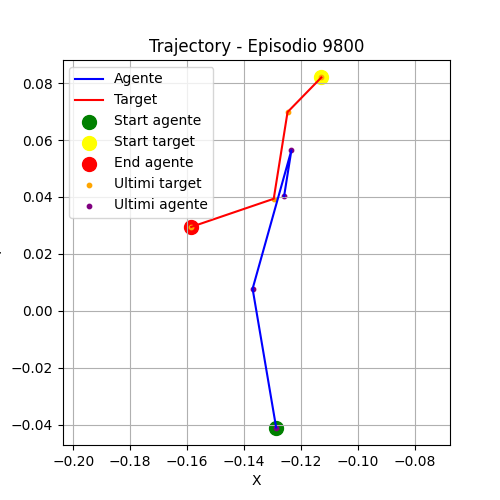 Trajectory - Episodio 9800
Agente
Target
Start agente
Start target
End agente
Ultimi target
Ultimi agente
0.08
0.06
0.04
0.02
0.00
−0.02
−0.04
−0.20
−0.18
−0.16
−0.14
−0.12
−0.10
−0.08
X